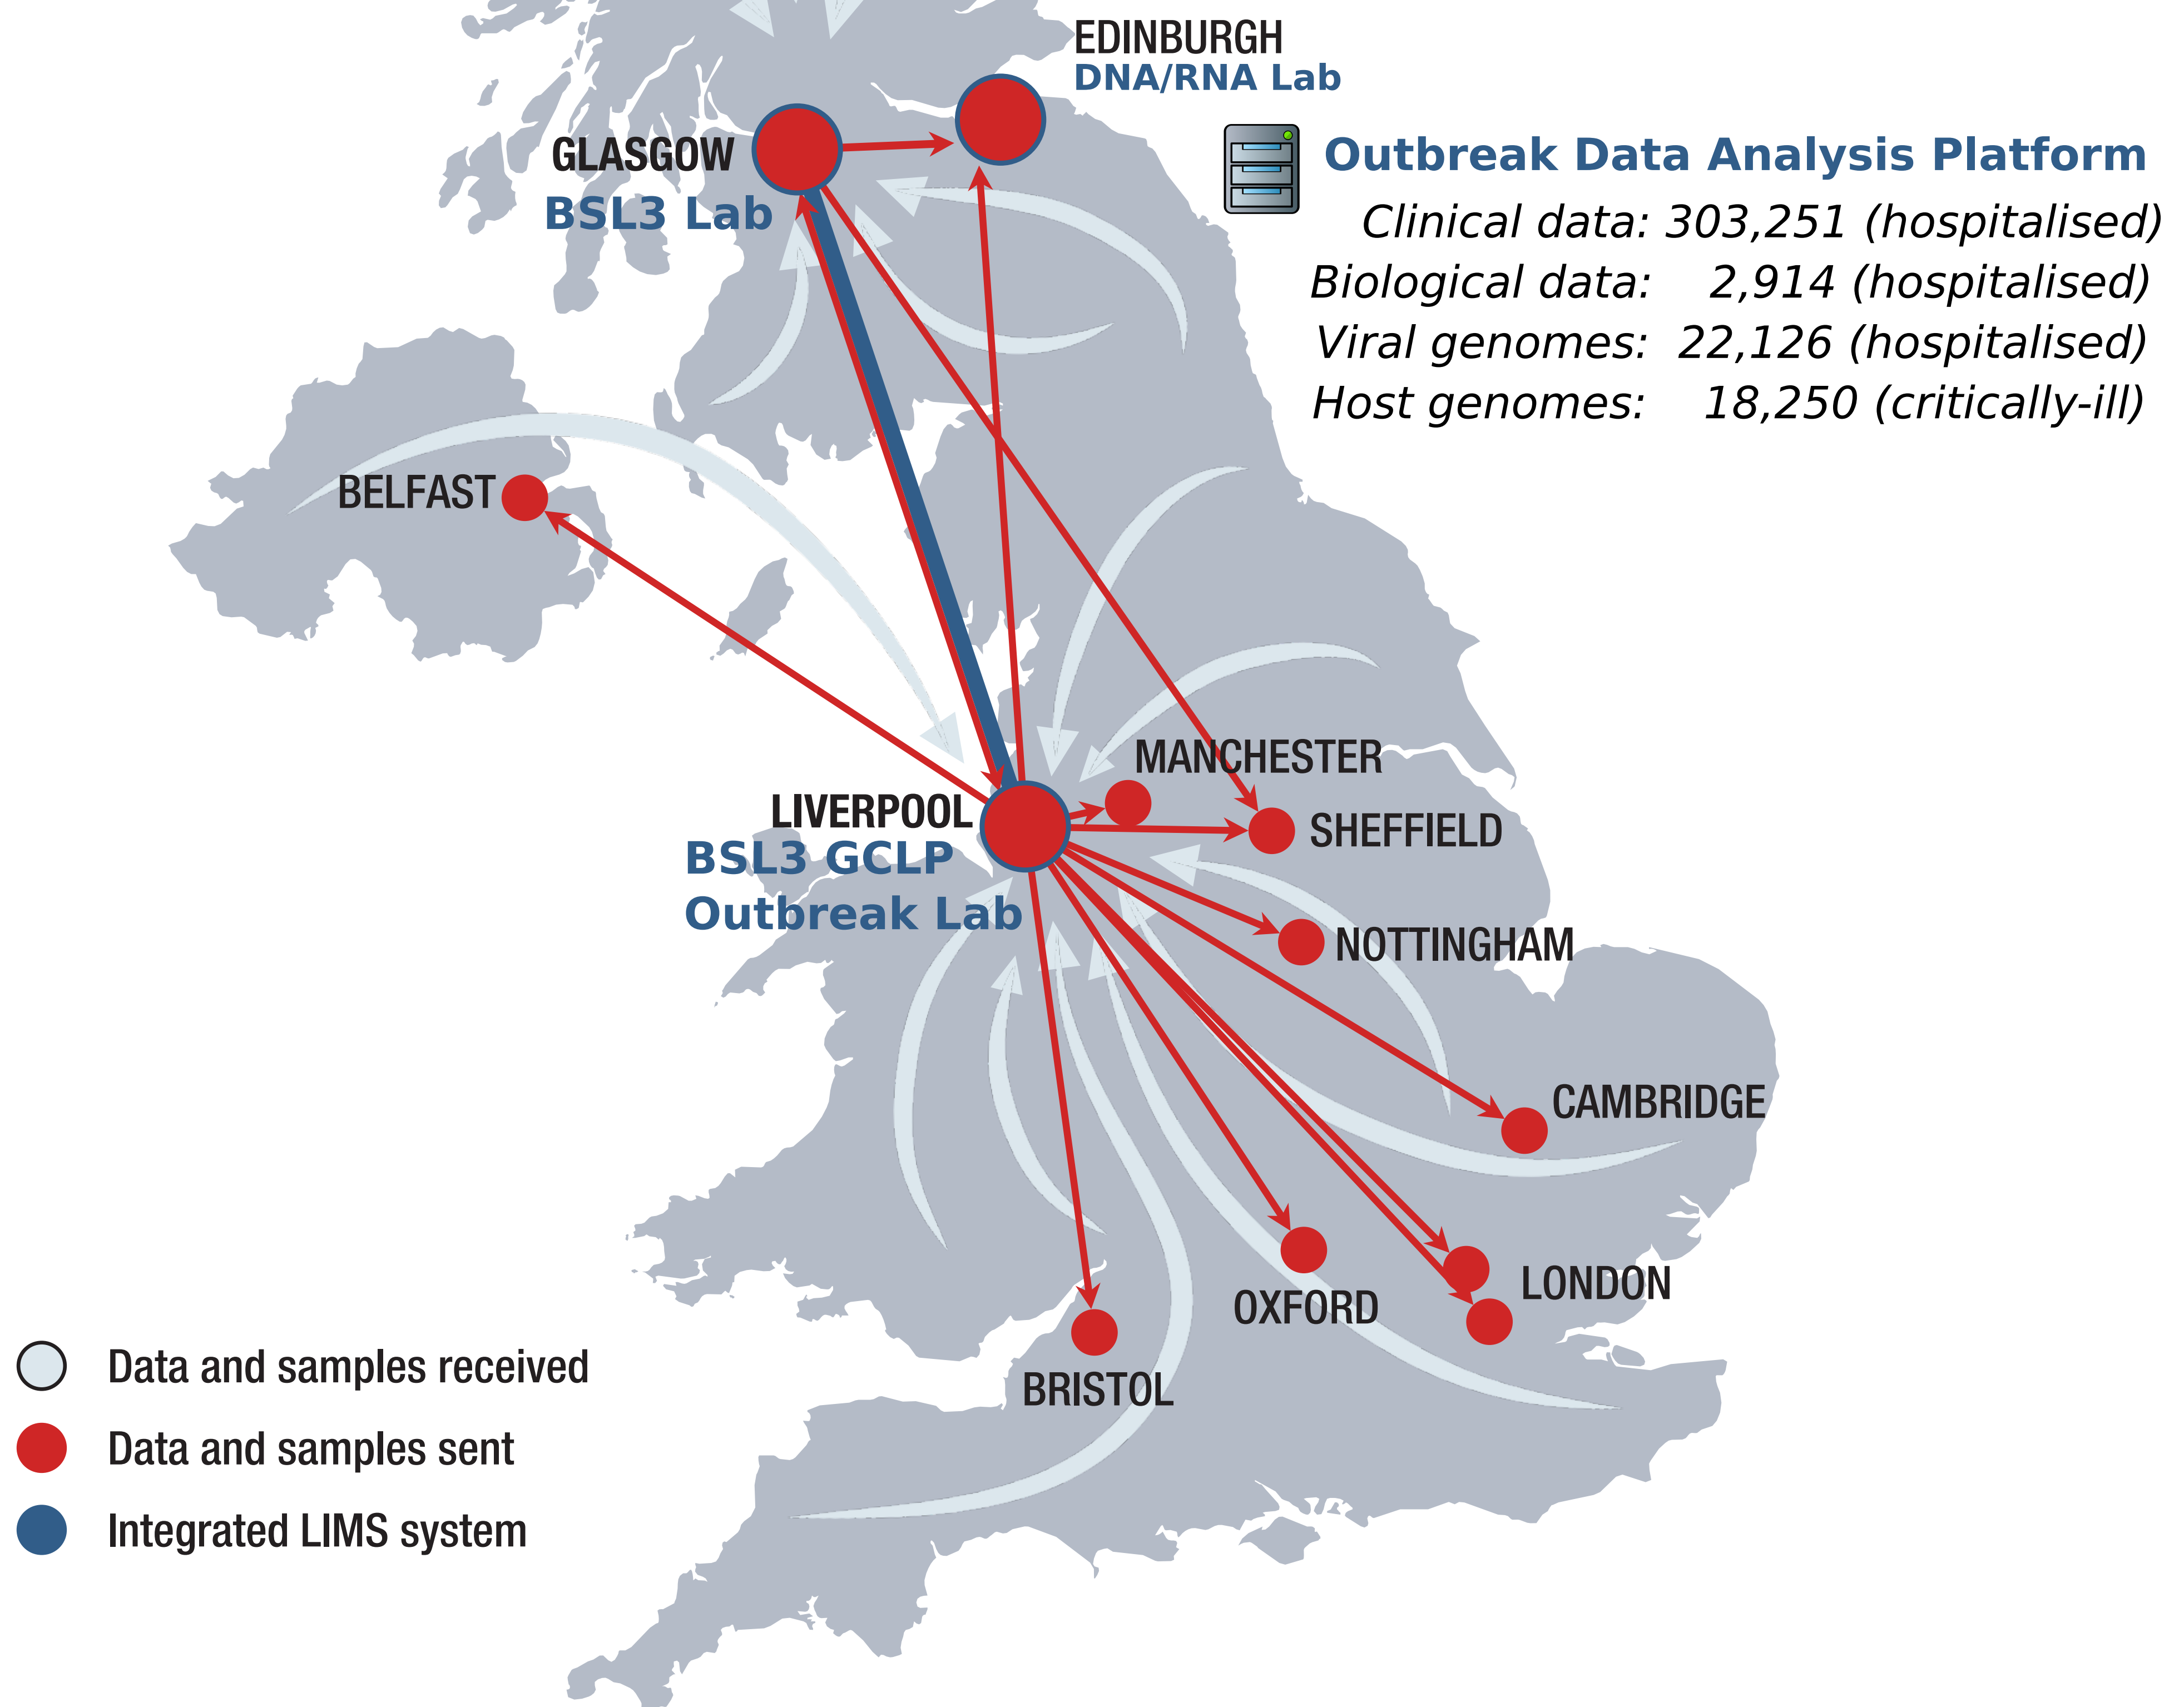 EDINBURGH
DNA/RNA Lab
GLASGOW
BSL3 Lab
Outbreak Data Analysis Platform
Clinical data: 303,251 (hospitalised)
Biological data: 2,914 (hospitalised)
Viral genomes: 22,126 (hospitalised)
Host genomes: 18,250 (critically-ill)
BELFAST
MANCHESTER
LIVERPOOL
BSL3 GCLP
Outbreak Lab
SHEFFIELD
NOTTINGHAM
CAMBRIDGE
LONDON
OXFORD
BRISTOL
Data and samples received
Data and samples sent
Integrated LIMS system